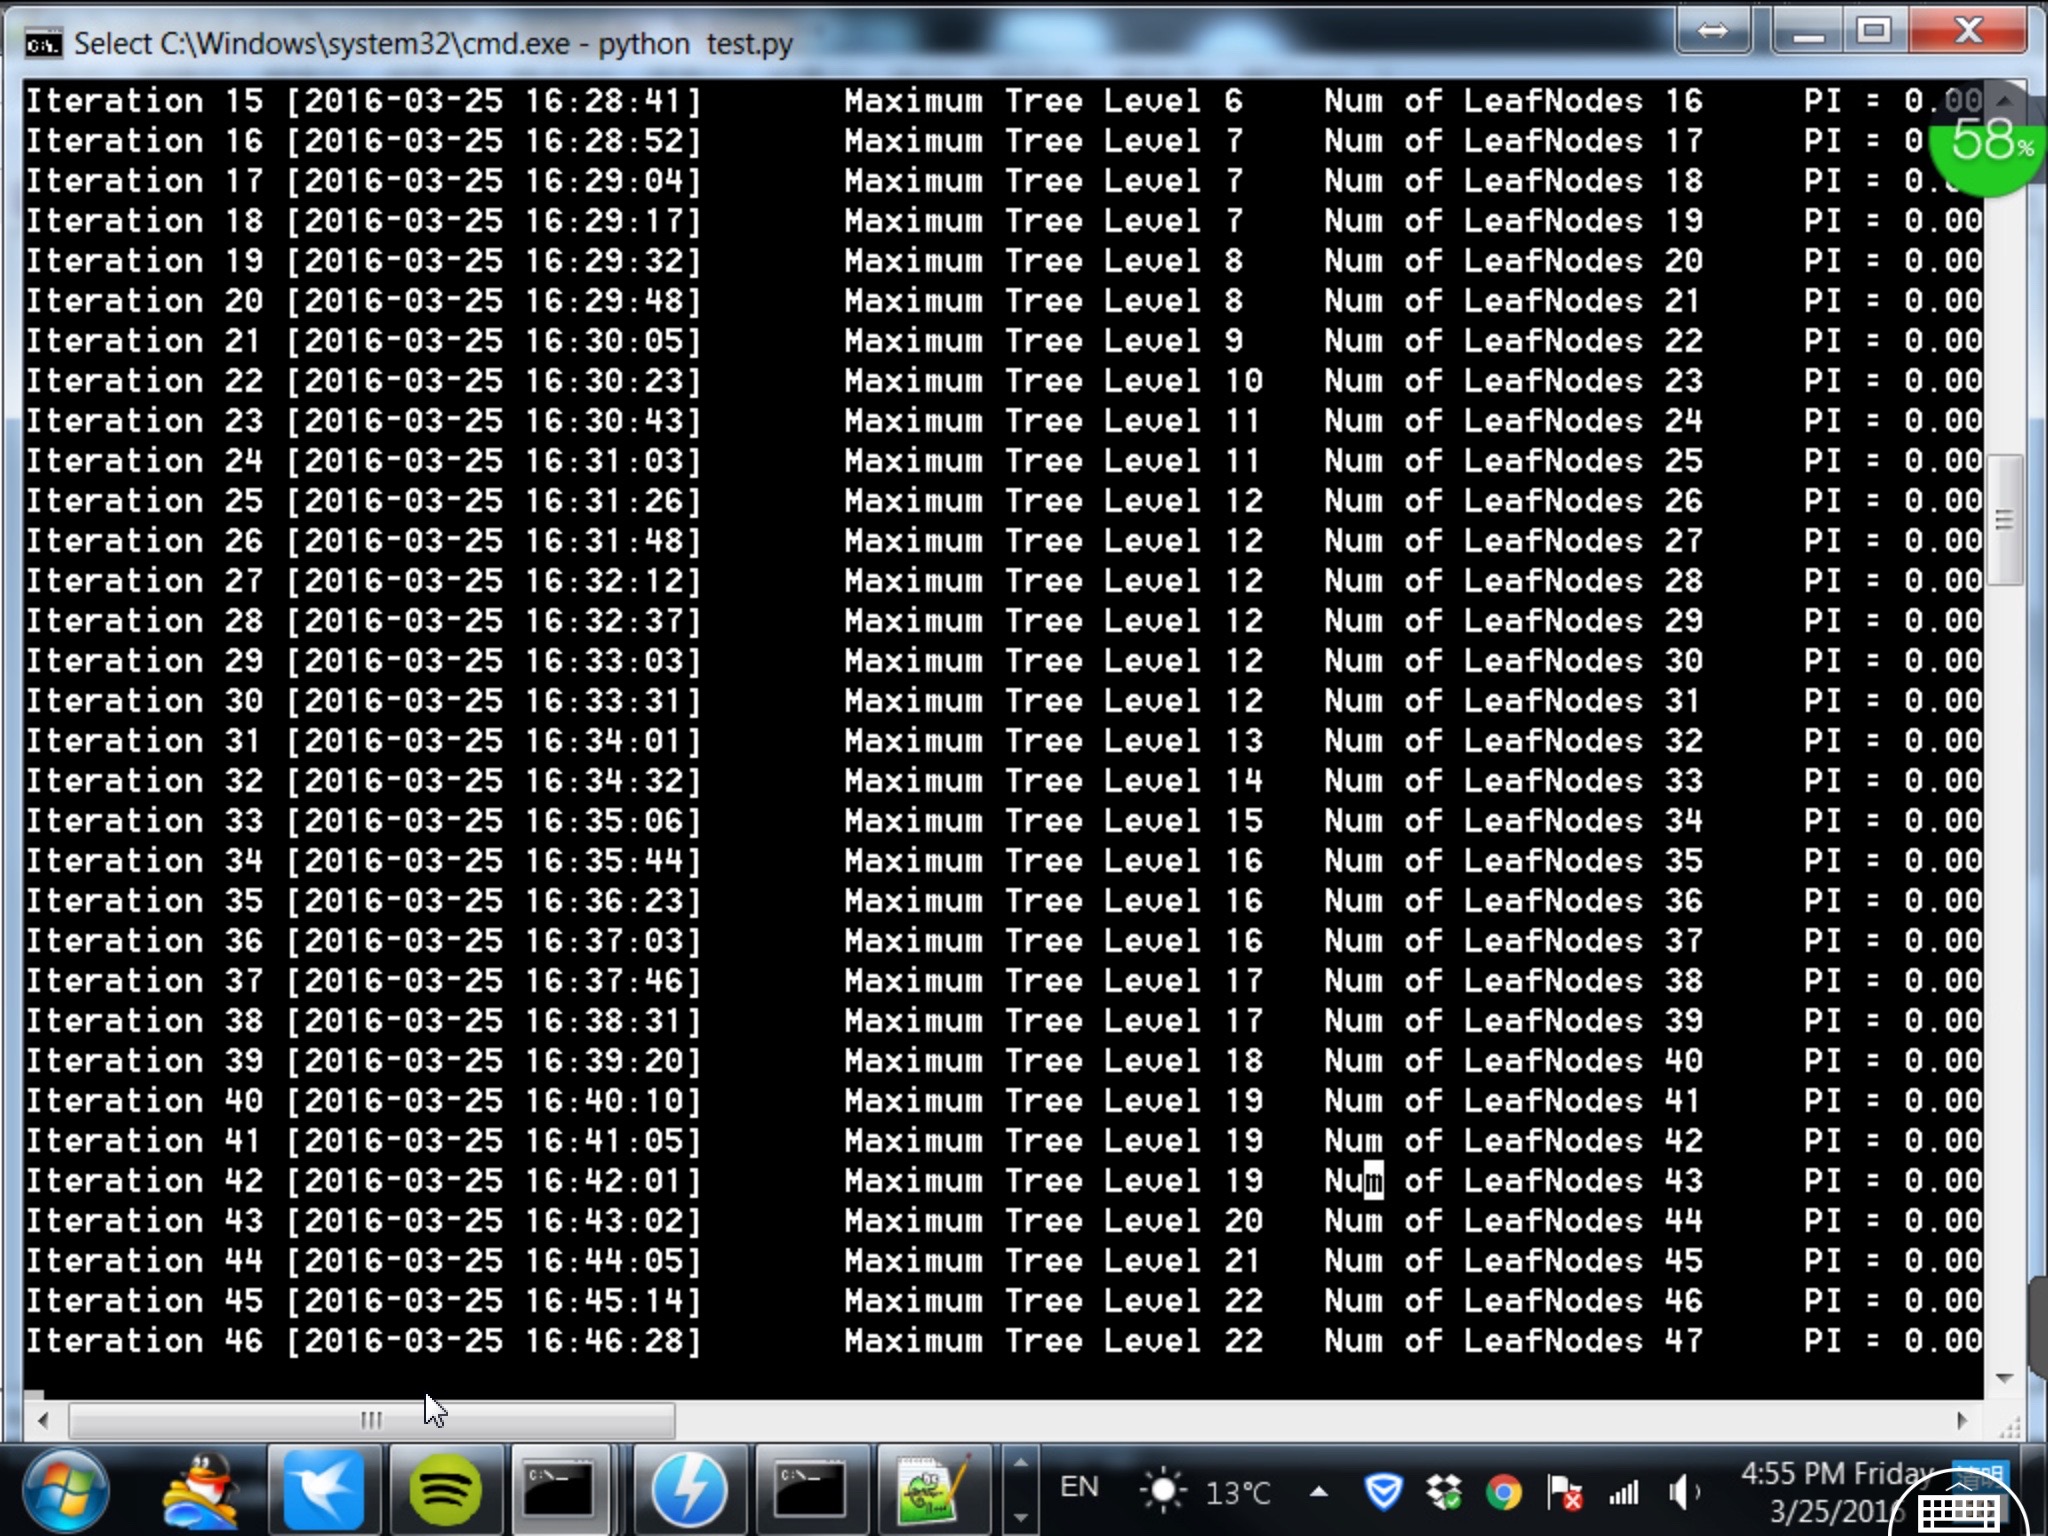 Select C:\Windows\system32\cmd.exe - python  test.py
Iteration 15 [2016-03-25 16:28:41] Maximum Tree Level 6 Num of LeafNodes 16 PI = 0.00
58%
Iteration 16 [2016-03-25 16:28:52] Maximum Tree Level 7 Num of LeafNodes 17 PI = 0
Iteration 17 [2016-03-25 16:29:04] Maximum Tree Level 7 Num of LeafNodes 18 PI = 0.
Iteration 18 [2016-03-25 16:29:17] Maximum Tree Level 7 Num of LeafNodes 19 PI = 0.00
Iteration 19 [2016-03-25 16:29:32] Maximum Tree Level 8 Num of LeafNodes 20 PI = 0.00
Iteration 20 [2016-03-25 16:29:48] Maximum Tree Level 8 Num of LeafNodes 21 PI = 0.00
Iteration 21 [2016-03-25 16:30:05] Maximum Tree Level 9 Num of LeafNodes 22 PI = 0.00
Iteration 22 [2016-03-25 16:30:23] Maximum Tree Level 10 Num of LeafNodes 23 PI = 0.00
Iteration 23 [2016-03-25 16:30:43] Maximum Tree Level 11 Num of LeafNodes 24 PI = 0.00
Iteration 24 [2016-03-25 16:31:03] Maximum Tree Level 11 Num of LeafNodes 25 PI = 0.00
Iteration 25 [2016-03-25 16:31:26] Maximum Tree Level 12 Num of LeafNodes 26 PI = 0.00
Iteration 26 [2016-03-25 16:31:48] Maximum Tree Level 12 Num of LeafNodes 27 PI = 0.00
Iteration 27 [2016-03-25 16:32:12] Maximum Tree Level 12 Num of LeafNodes 28 PI = 0.00
Iteration 28 [2016-03-25 16:32:37] Maximum Tree Level 12 Num of LeafNodes 29 PI = 0.00
Iteration 29 [2016-03-25 16:33:03] Maximum Tree Level 12 Num of LeafNodes 30 PI = 0.00
Iteration 30 [2016-03-25 16:33:31] Maximum Tree Level 12 Num of LeafNodes 31 PI = 0.00
Iteration 31 [2016-03-25 16:34:01] Maximum Tree Level 13 Num of LeafNodes 32 PI = 0.00
Iteration 32 [2016-03-25 16:34:32] Maximum Tree Level 14 Num of LeafNodes 33 PI = 0.00
Iteration 33 [2016-03-25 16:35:06] Maximum Tree Level 15 Num of LeafNodes 34 PI = 0.00
Iteration 34 [2016-03-25 16:35:44] Maximum Tree Level 16 Num of LeafNodes 35 PI = 0.00
Iteration 35 [2016-03-25 16:36:23] Maximum Tree Level 16 Num of LeafNodes 36 PI = 0.00
Iteration 36 [2016-03-25 16:37:03] Maximum Tree Level 16 Num of LeafNodes 37 PI = 0.00
Iteration 37 [2016-03-25 16:37:46] Maximum Tree Level 17 Num of LeafNodes 38 PI = 0.00
Iteration 38 [2016-03-25 16:38:31] Maximum Tree Level 17 Num of LeafNodes 39 PI = 0.00
Iteration 39 [2016-03-25 16:39:20] Maximum Tree Level 18 Num of LeafNodes 40 PI = 0.00
Iteration 40 [2016-03-25 16:40:10] Maximum Tree Level 19 Num of LeafNodes 41 PI = 0.00
Iteration 41 [2016-03-25 16:41:05] Maximum Tree Level 19 Num of LeafNodes 42 PI = 0.00
Iteration 42 [2016-03-25 16:42:01] Maximum Tree Level 19 Num of LeafNodes 43 PI = 0.00
Iteration 43 [2016-03-25 16:43:02] Maximum Tree Level 20 Num of LeafNodes 44 PI = 0.00
Iteration 44 [2016-03-25 16:44:05] Maximum Tree Level 21 Num of LeafNodes 45 PI = 0.00
Iteration 45 [2016-03-25 16:45:14] Maximum Tree Level 22 Num of LeafNodes 46 PI = 0.00
Iteration 46 [2016-03-25 16:46:28] Maximum Tree Level 22 Num of LeafNodes 47 PI = 0.00
EN 13°C 4:55 PM Friday
3/25/2016